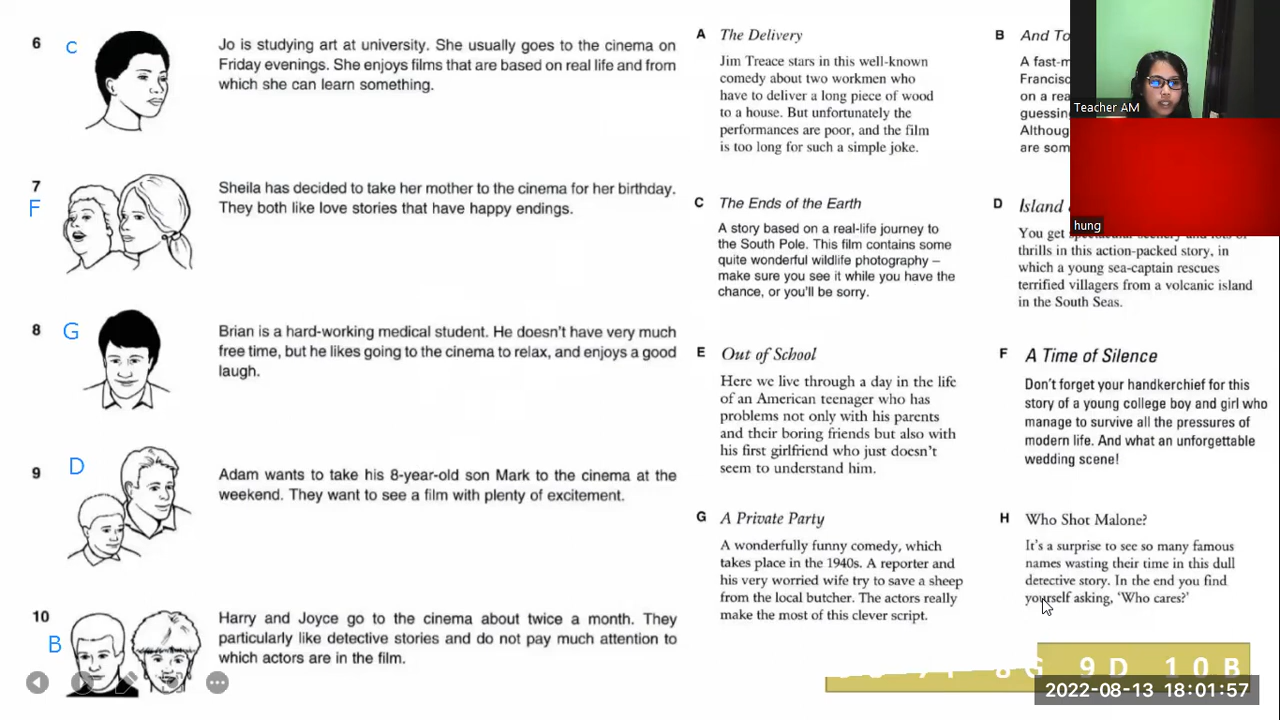 6
C
Jo is studying art at university. She usually goes to the cinema on
Friday evenings. She enjoys films that are based on real life and from
which she can learn something.
7
F
Sheila has decided to take her mother to the cinema for her birthday.
They both like love stories that have happy endings.
8
G
Brian is a hard-working medical student. He doesn't have very much
free time, but he likes going to the cinema to relax, and enjoys a good
laugh.
9
D
Adam wants to take his 8-year-old son Mark to the cinema at the
weekend. They want to see a film with plenty of excitement.
10
B
Harry and Joyce go to the cinema about twice a month. They
particularly like detective stories and do not pay much attention to
which actors are in the film.
A The Delivery
Jim Treace stars in this well-known
comedy about two workmen who
have to deliver a long piece of wood
to a house. But unfortunately the
performances are poor, and the film
is too long for such a simple joke.
B And
A
on a
are
Teacher AM
hung
C The Ends of the Earth
A story based on a real-life journey to
the South Pole. This film contains some
quite wonderful wildlife photography –
make sure you see it while you have the
chance, or you'll be sorry.
D Island
You get spectacular scenery and lots of
thrills in this action-packed story, in
which a young sea-captain rescues
terrified villagers from a volcanic island
in the South Seas.
E Out of School
Here we live through a day in the life
of an American teenager who has
problems not only with his parents
and their boring friends but also with
his first girlfriend who just doesn't
seem to understand him.
F A Time of Silence
Don't forget your handkerchief for this
story of a young college boy and girl who
manage to survive all the pressures of
modern life. And what an unforgettable
wedding scene!
G A Private Party
A wonderfully funny comedy, which
takes place in the 1940s. A reporter and
his very worried wife try to save a sheep
from the local butcher. The actors really
make the most of this clever script.
H Who Shot Malone?
It's a surprise to see so many famous
names wasting their time in this dull
detective story. In the end you find
yourself asking, 'Who cares?'
8 G 9 D 1 0 B
2022-08-13 18:01:57